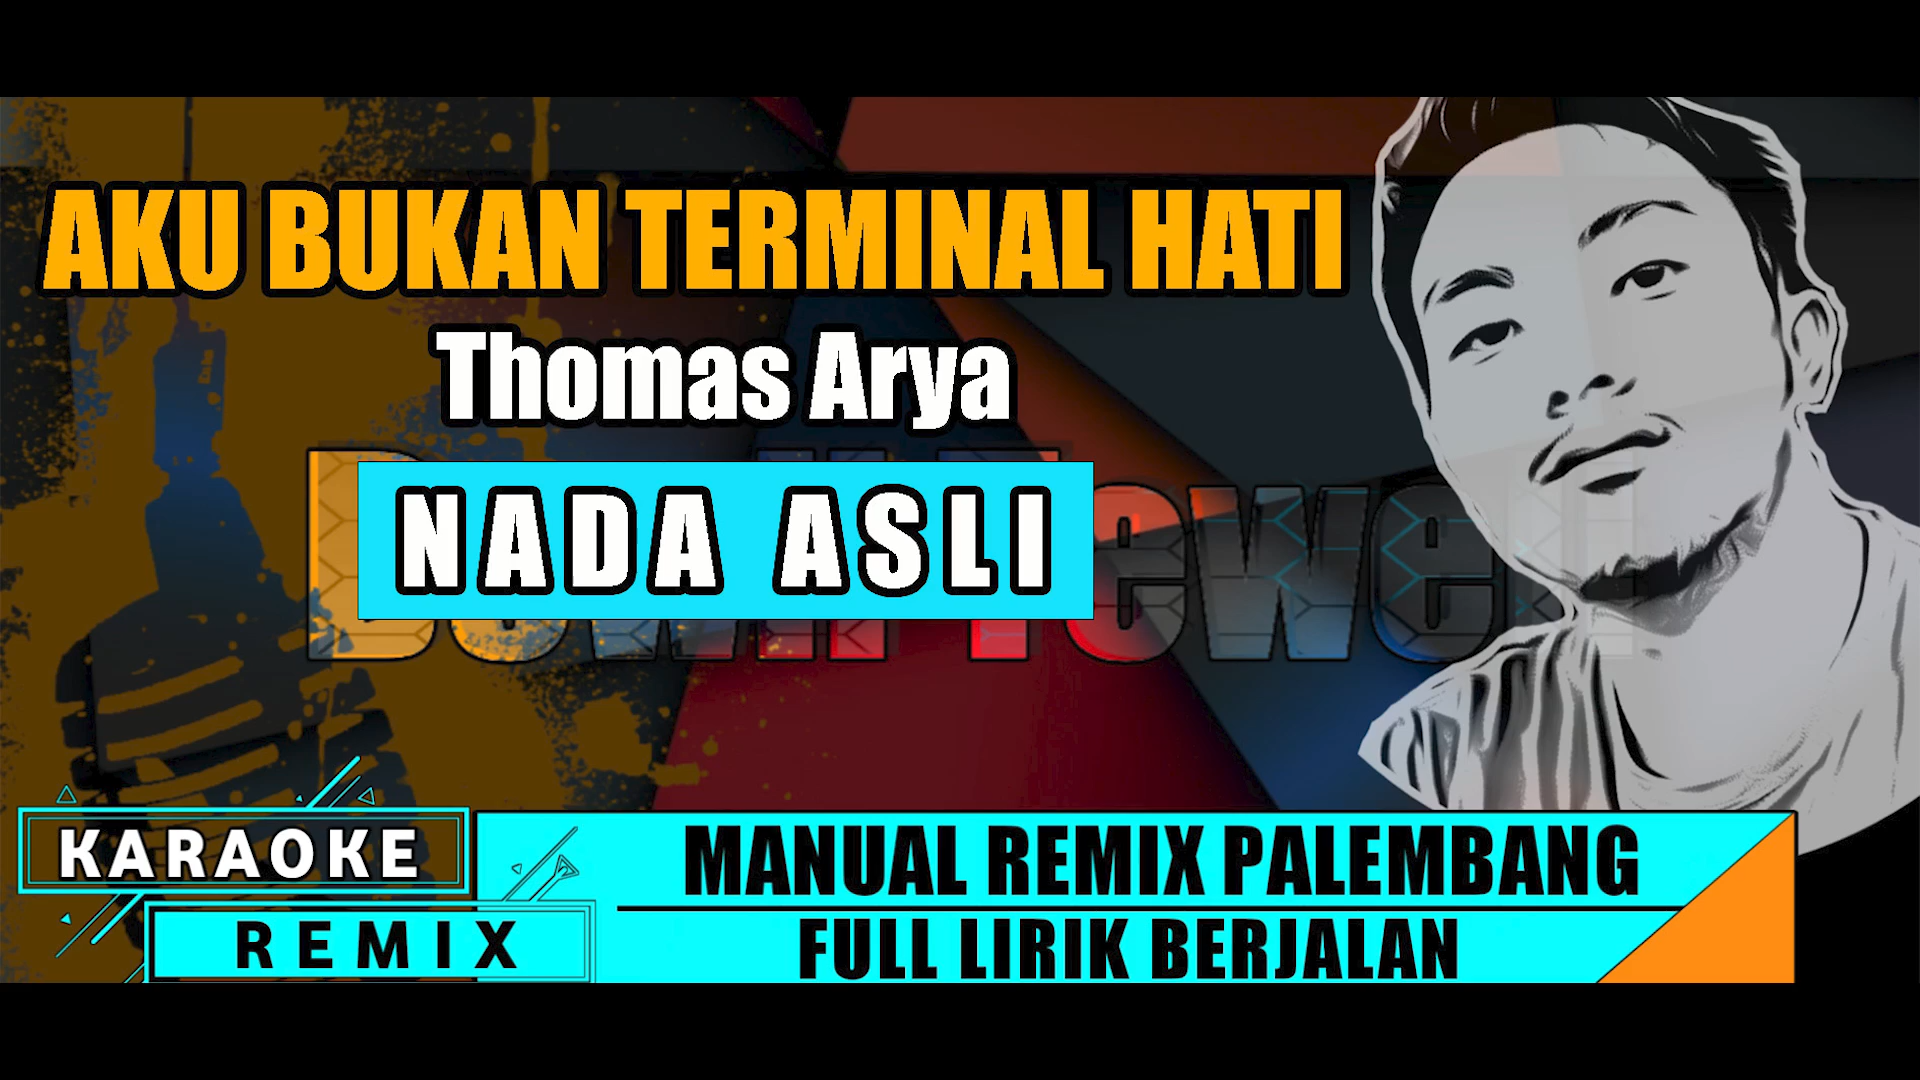 AKU BUKAN TERMINAL HATI
Thomas Arya
NADA ASLI
KARAOKE
REMIX
MANUAL REMIX PALEMBANG
FULL LIRIK BERJALAN